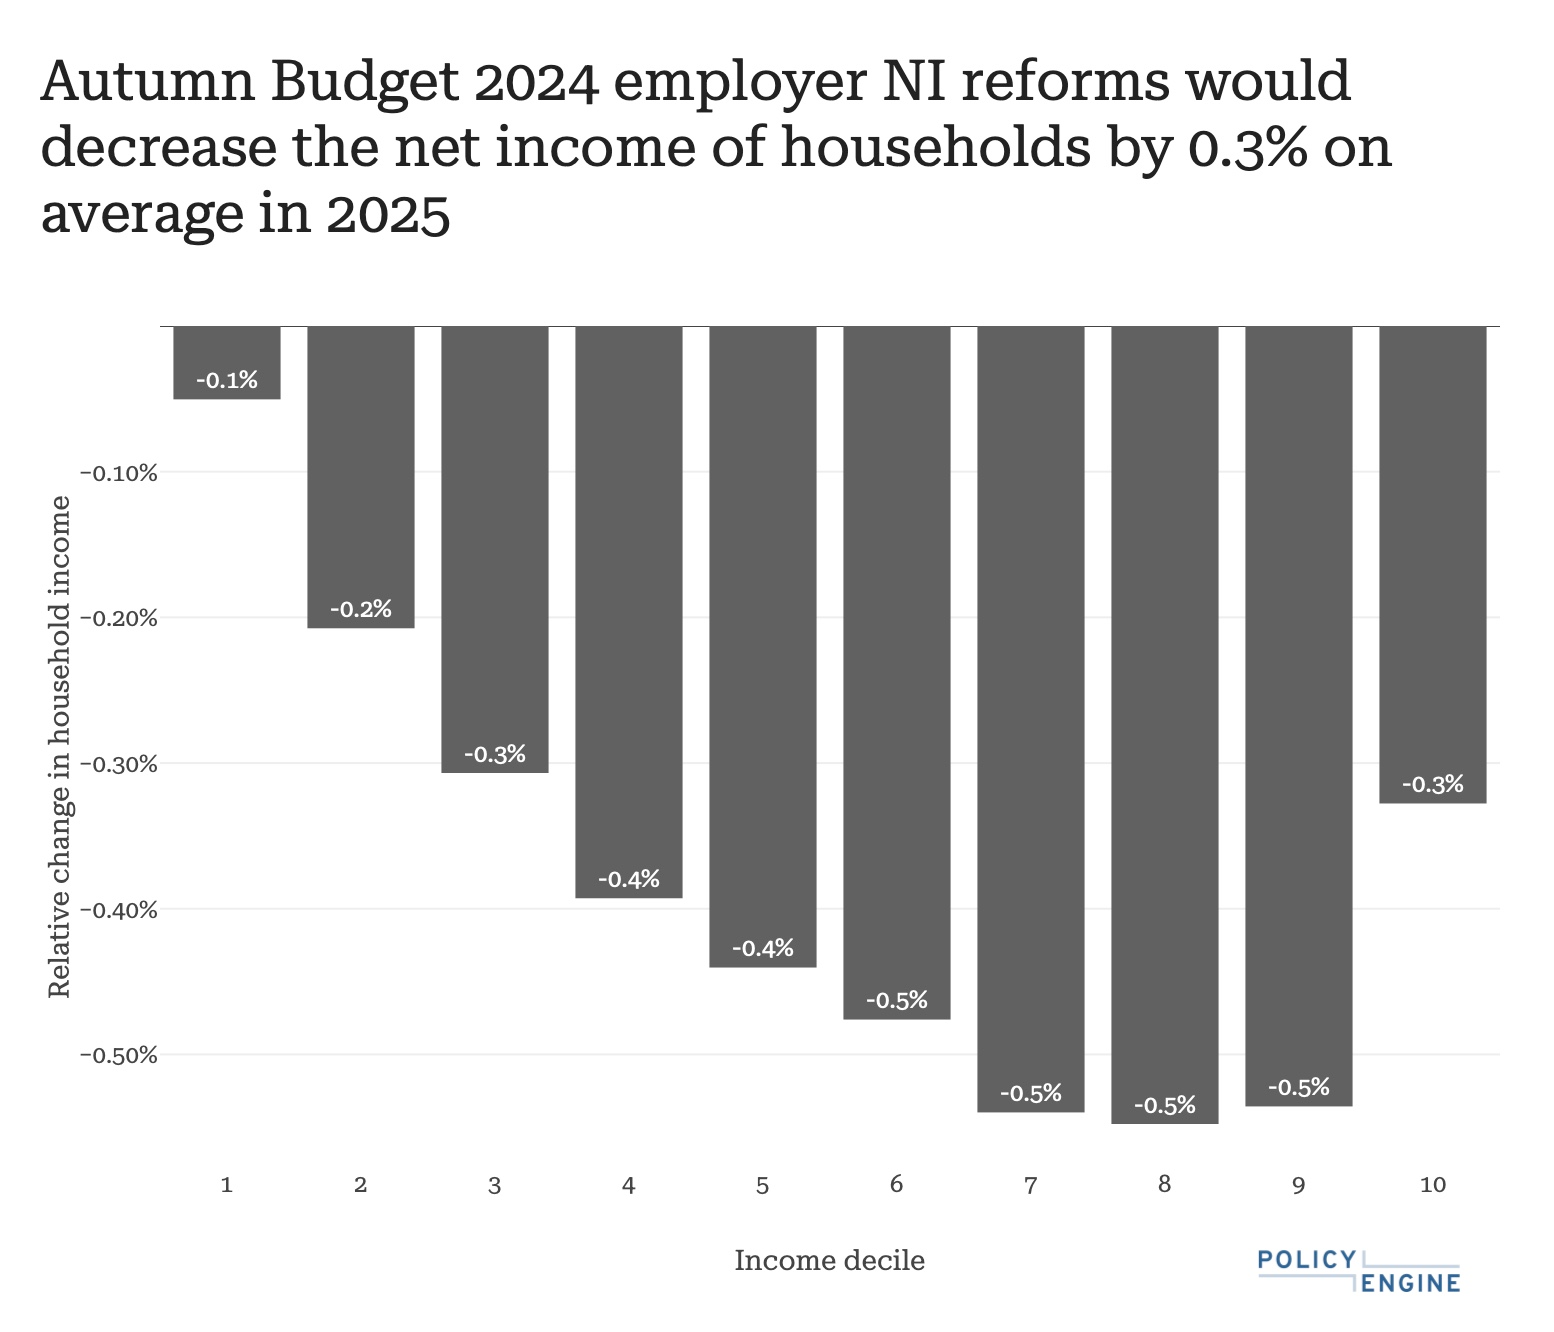 Autumn Budget 2024 employer NI reforms would
decrease the net income of households by 0.3% on
average in 2025
-0.1%
-0.2%
-0.3%
-0.4%
-0.4%
-0.5%
-0.5%
-0.5%
-0.5%
-0.3%
−0.10%
−0.20%
−0.30%
−0.40%
−0.50%
Relative change in household income
1 2 3 4 5 6 7 8 9 10
Income decile
POLICY
ENGINE